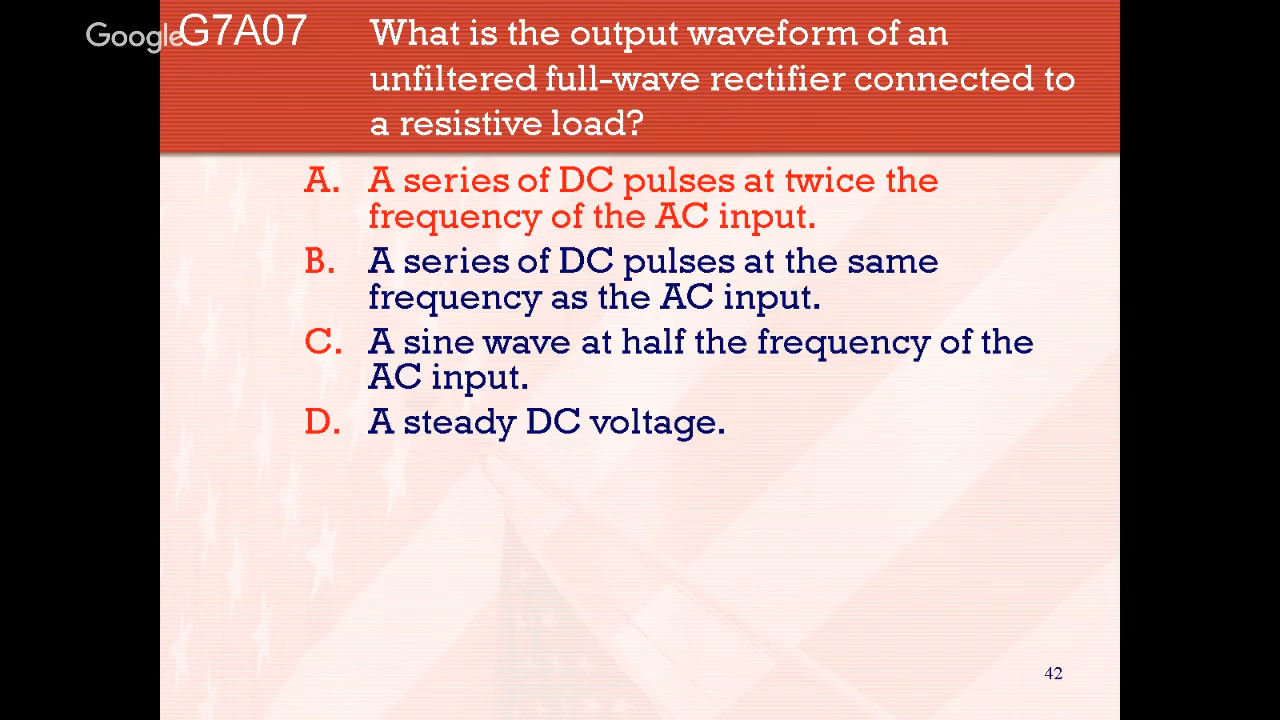 Google
G7A07
What is the output waveform of an
unfiltered full-wave rectifier connected to
a resistive load?
A. A series of DC pulses at twice the
frequency of the AC input.
B. A series of DC pulses at the same
frequency as the AC input.
C. A sine wave at half the frequency of the
AC input.
D. A steady DC voltage.
42